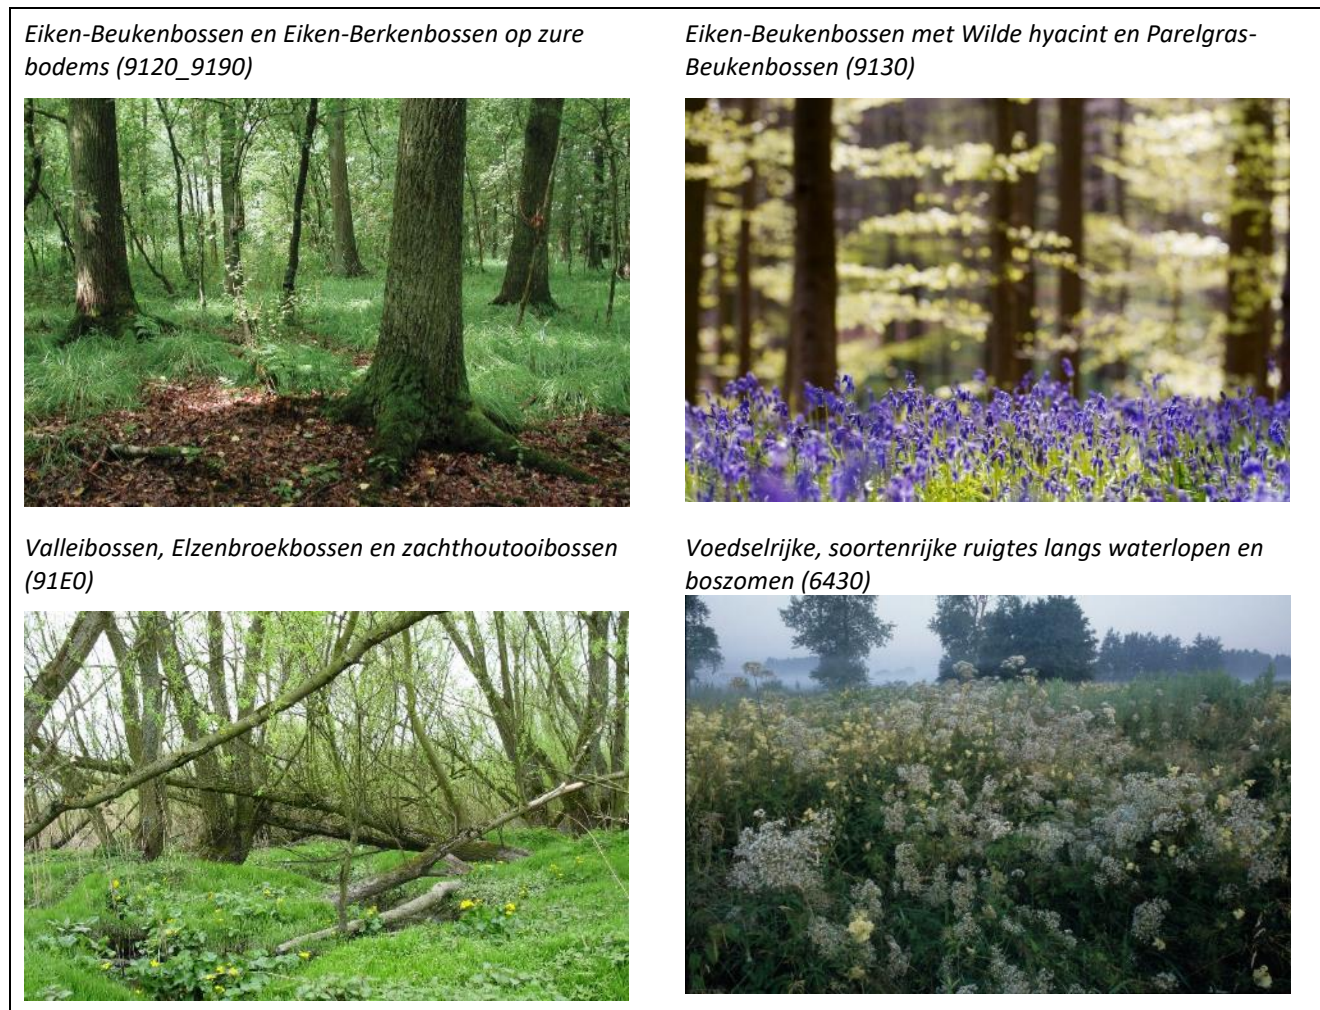 Eiken-Beukenbossen en Eiken-Berkenbossen op zure
bodems (9120_9190)
Eiken-Beukenbossen met Wilde hyacint en Parelgras-
Beukenbossen (9130)
Valleibossen, Elzenbroekbossen en zachthoutooibossen
(91E0)
Voedselrijke, soortenrijke ruigtes langs waterlopen en
boszomen (6430)